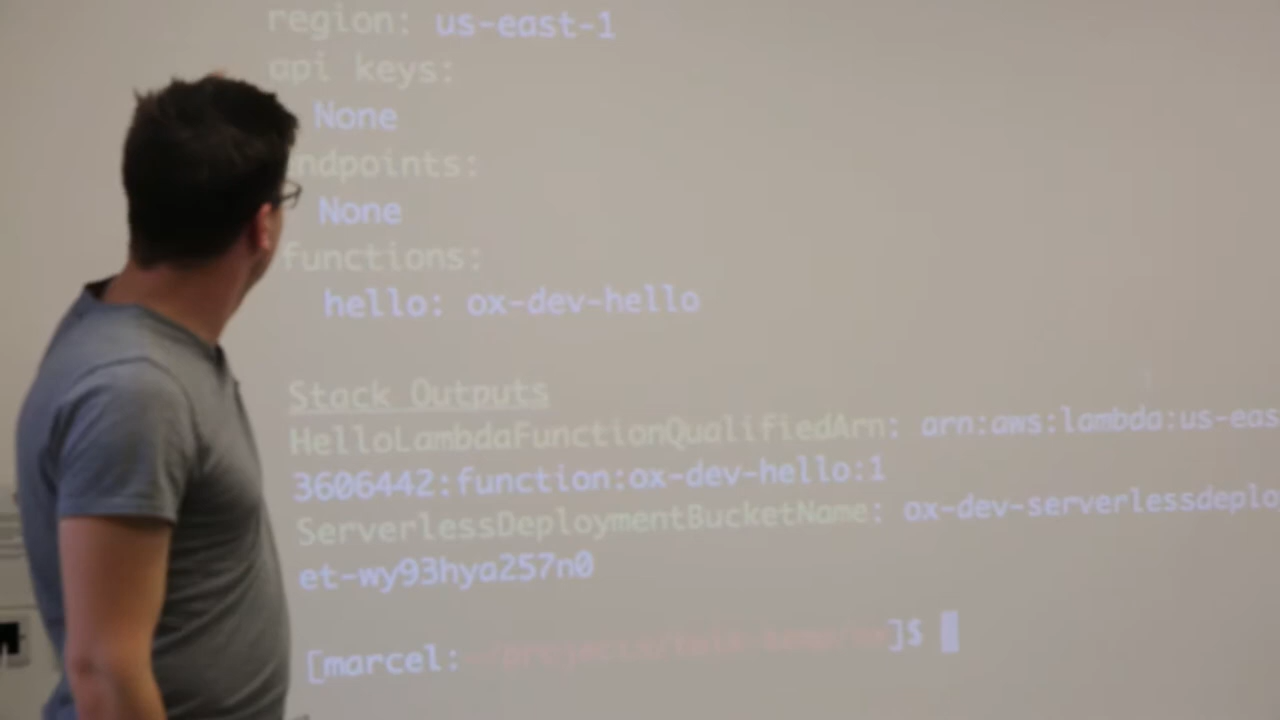 region: us-east-1
api keys:
None
ndpoints:
None
functions:
hello: ox-dev-hello
Stack Outputs
HelloLambdaFunctionQualifiedArn: arn:aws:lambda:us-eas
3606442:function:ox-dev-hello:1
ServerlessDeploymentBucketName: ox-dev-serverlessdeplo
et-wy93hya257n0
[marcel: ]$